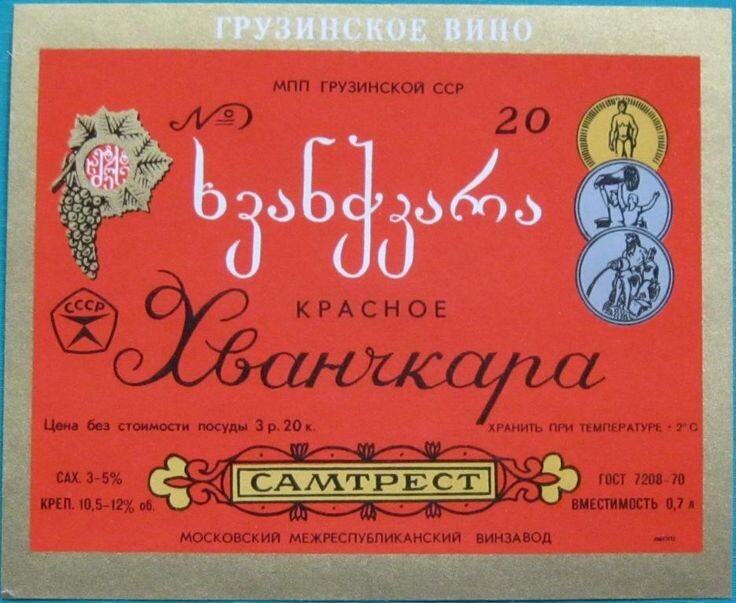 ГРУЗИНСКОЕ ВИНО
МПП ГРУЗИНСКОЙ ССР
№ 20
ხვანჭკარა
КРАСНОЕ
СССР
Хванчкара
Цена без стоимости посуды 3 р. 20 к.
ХРАНИТЬ ПРИ ТЕМПЕРАТУРЕ + 2°С
САХ. 3-5%
КРЕП. 10,5-12% об.
САМТРЕСТ
ГОСТ 7208-70
ВМЕСТИМОСТЬ 0,7 л
МОСКОВСКИЙ МЕЖРЕСПУБЛИКАНСКИЙ ВИНЗАВОД